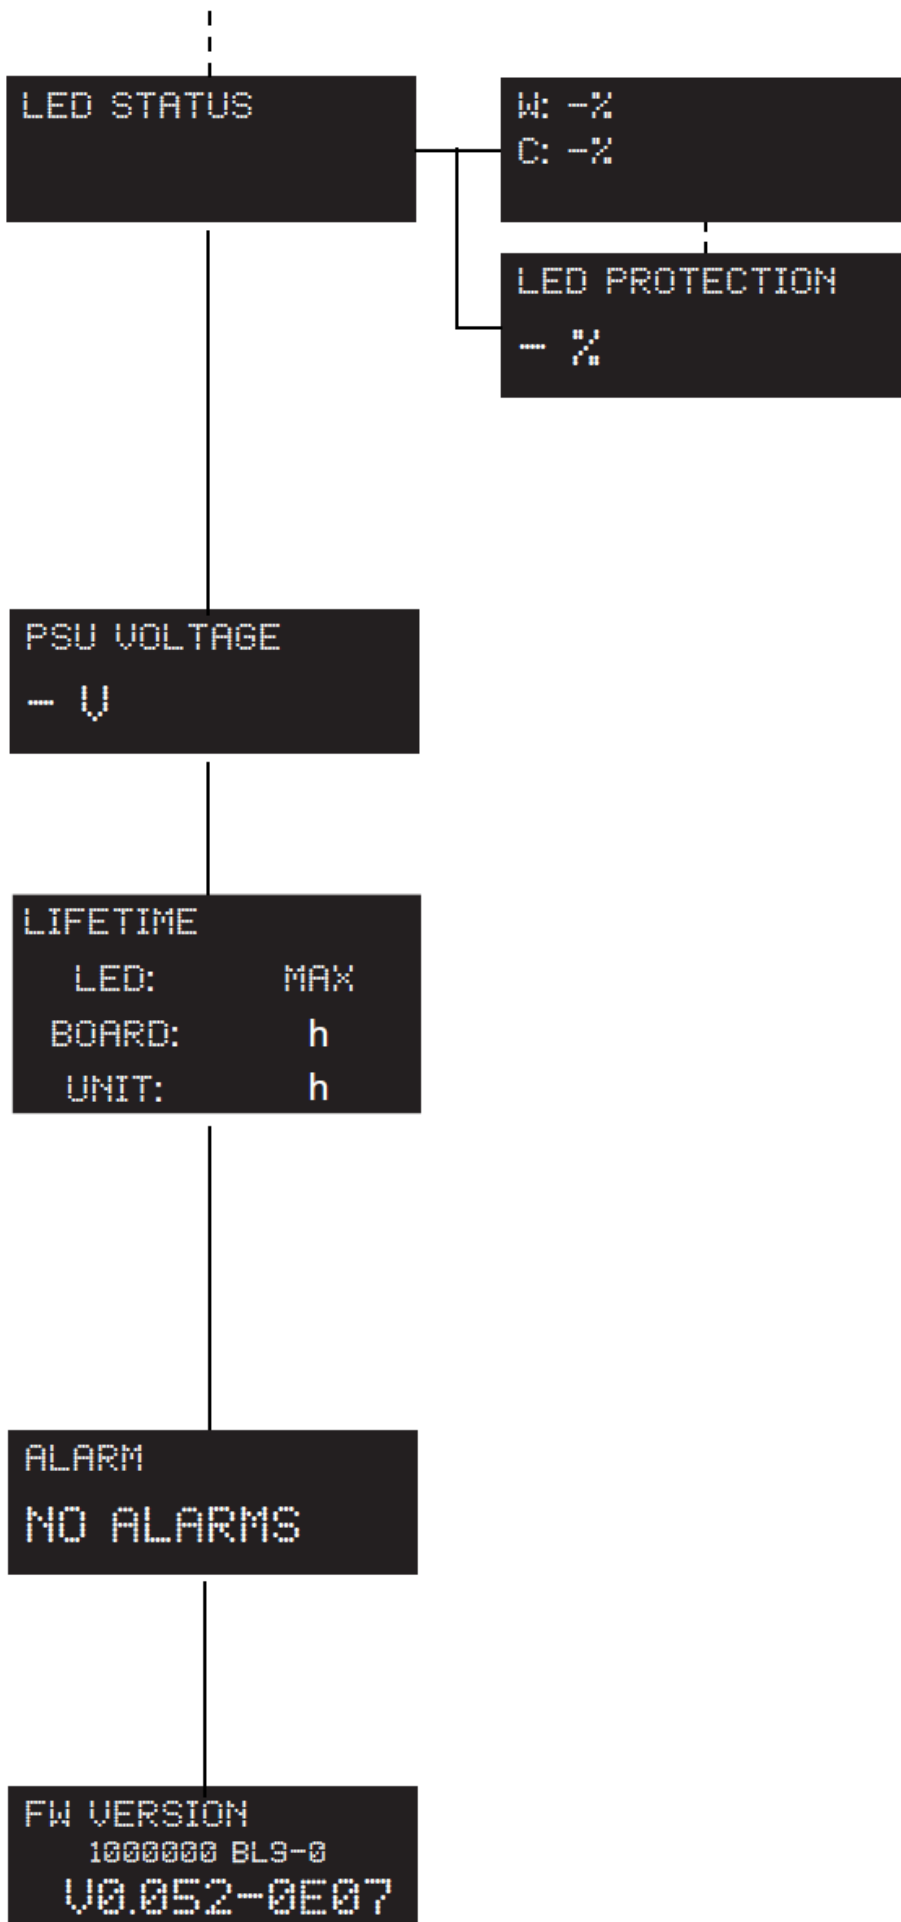 LED STATUS
W: -%
C: -%
LED PROTECTION
- %
PSU VOLTAGE
- V
LIFETIME
LED: MAX
BOARD: h
UNIT: h
ALARM
NO ALARMS
FW VERSION
1000000 BLS-0
V0.052-0E07